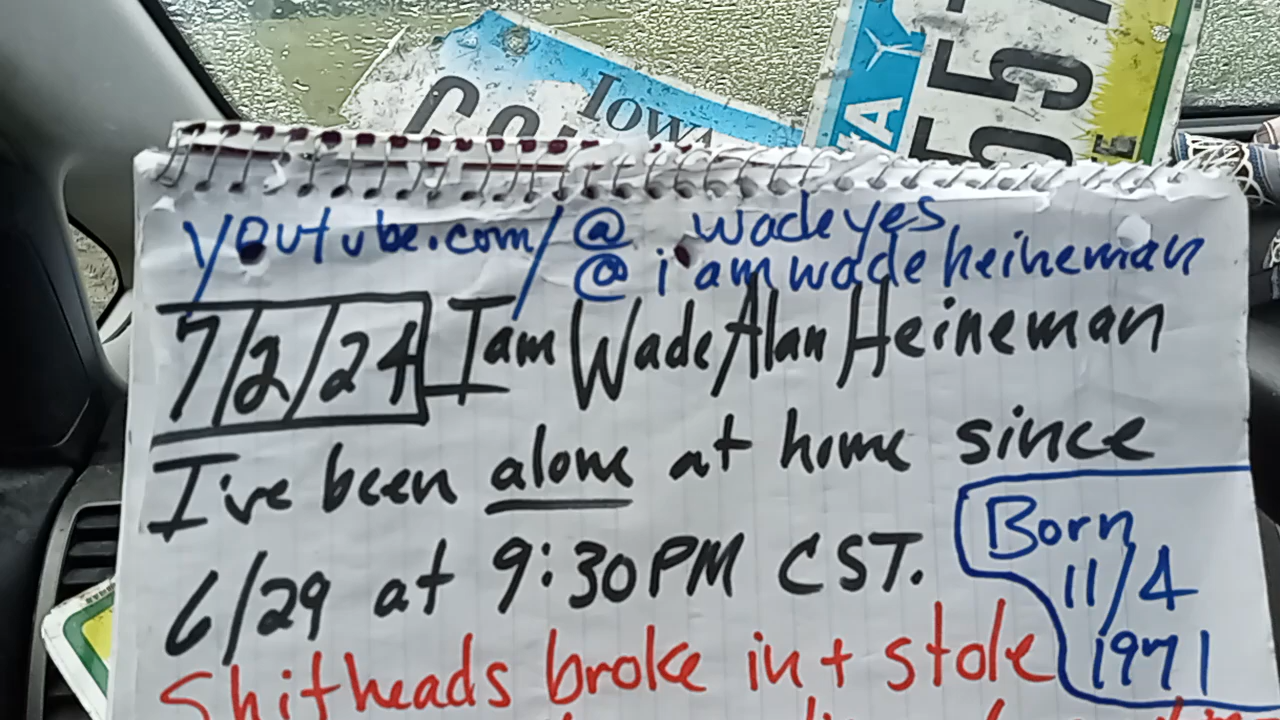 Iowa
youtube.com/@wadeyes
@iamwadeheineman
7/2/24 I am Wade Alan Heineman
I've been alone at home since
6/29 at 9:30PM CST.
Born
11/4
1971
Shitheads broke in + stole